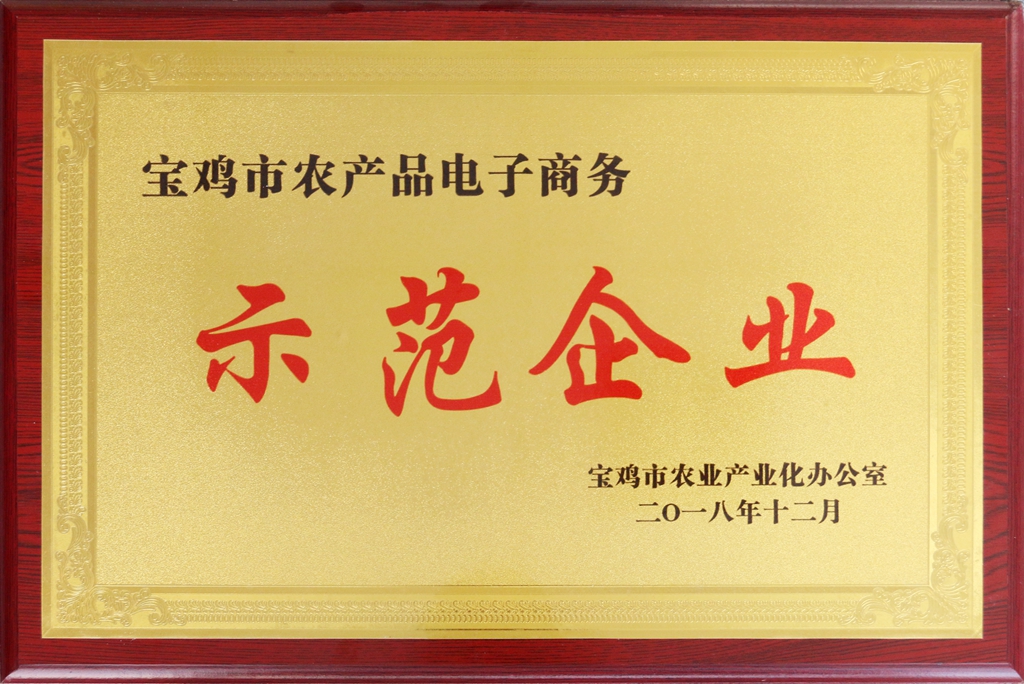 宝鸡市农产品电子商务
示范企业
宝鸡市农业产业化办公室
二O一八年十二月